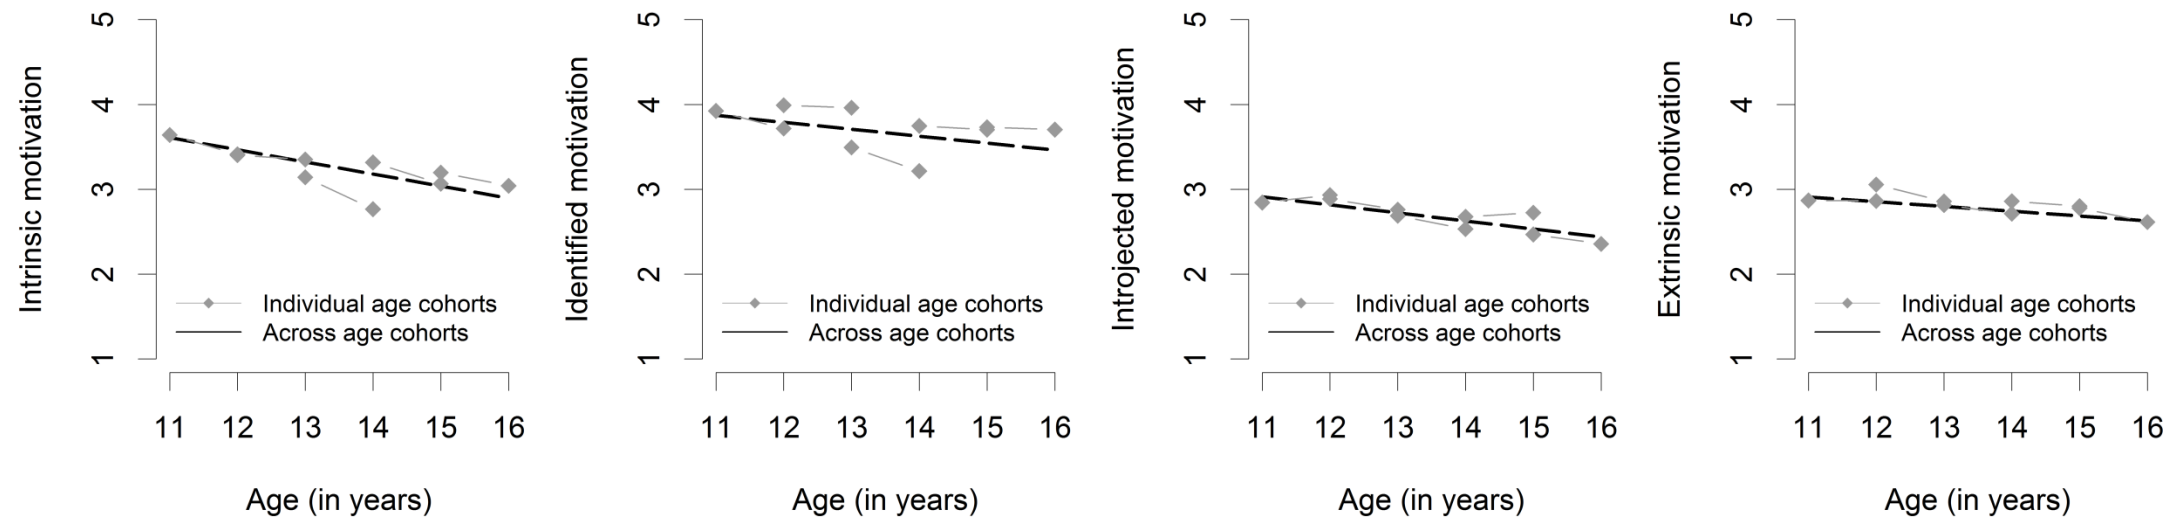 Intrinsic motivation
5
4
3
2
1
Individual age cohorts
Across age cohorts
11 12 13 14 15 16
Age (in years)
Identified motivation
5
4
3
2
1
Individual age cohorts
Across age cohorts
11 12 13 14 15 16
Age (in years)
Introjected motivation
5
4
3
2
1
Individual age cohorts
Across age cohorts
11 12 13 14 15 16
Age (in years)
Extrinsic motivation
5
4
3
2
1
Individual age cohorts
Across age cohorts
11 12 13 14 15 16
Age (in years)